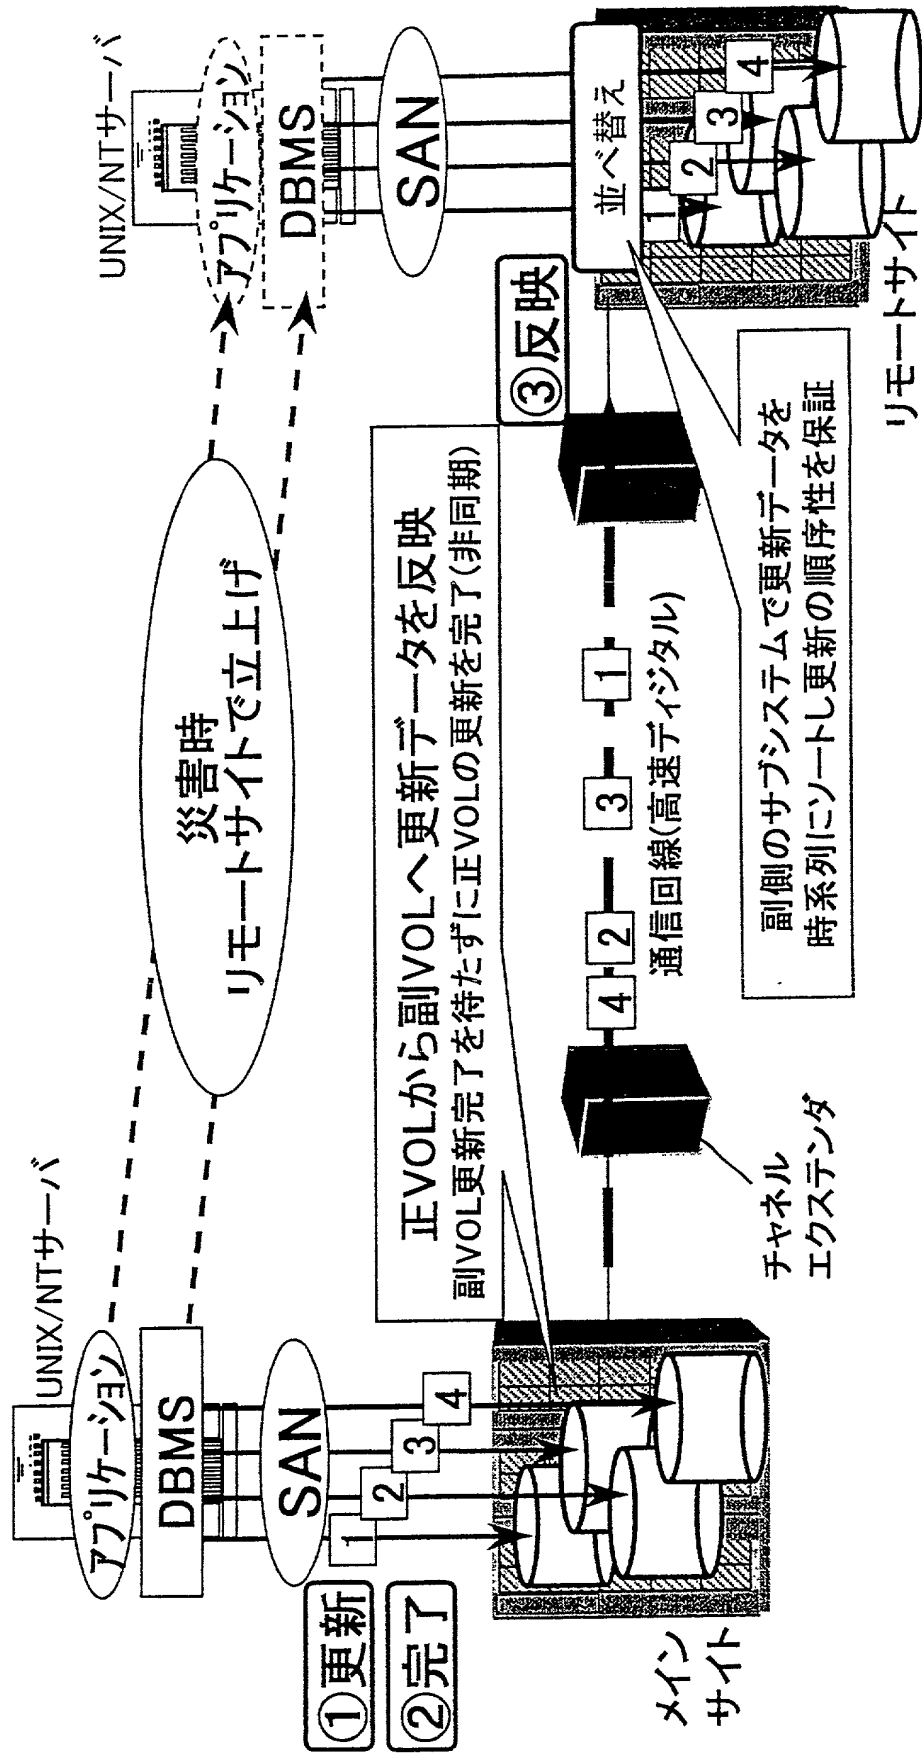 UNIX/NTサーバ
アプリケーション
DBMS
SAN
①更新
②完了
1
2
3
4
メイン
サイト
災害時
リモートサイトで立上げ
正VOLから副VOLへ更新データを反映
副VOL更新完了を待たずに正VOLの更新を完了(非同期)
チャネル
エクステンダ
4
2
3
1
通信回線(高速ディジタル)
副側のサブシステムで更新データを
時系列にソートし更新の順序性を保証
UNIX/NTサーバ
アプリケーション
DBMS
SAN
③反映
並べ替え
1
2
3
4
リモートサイト